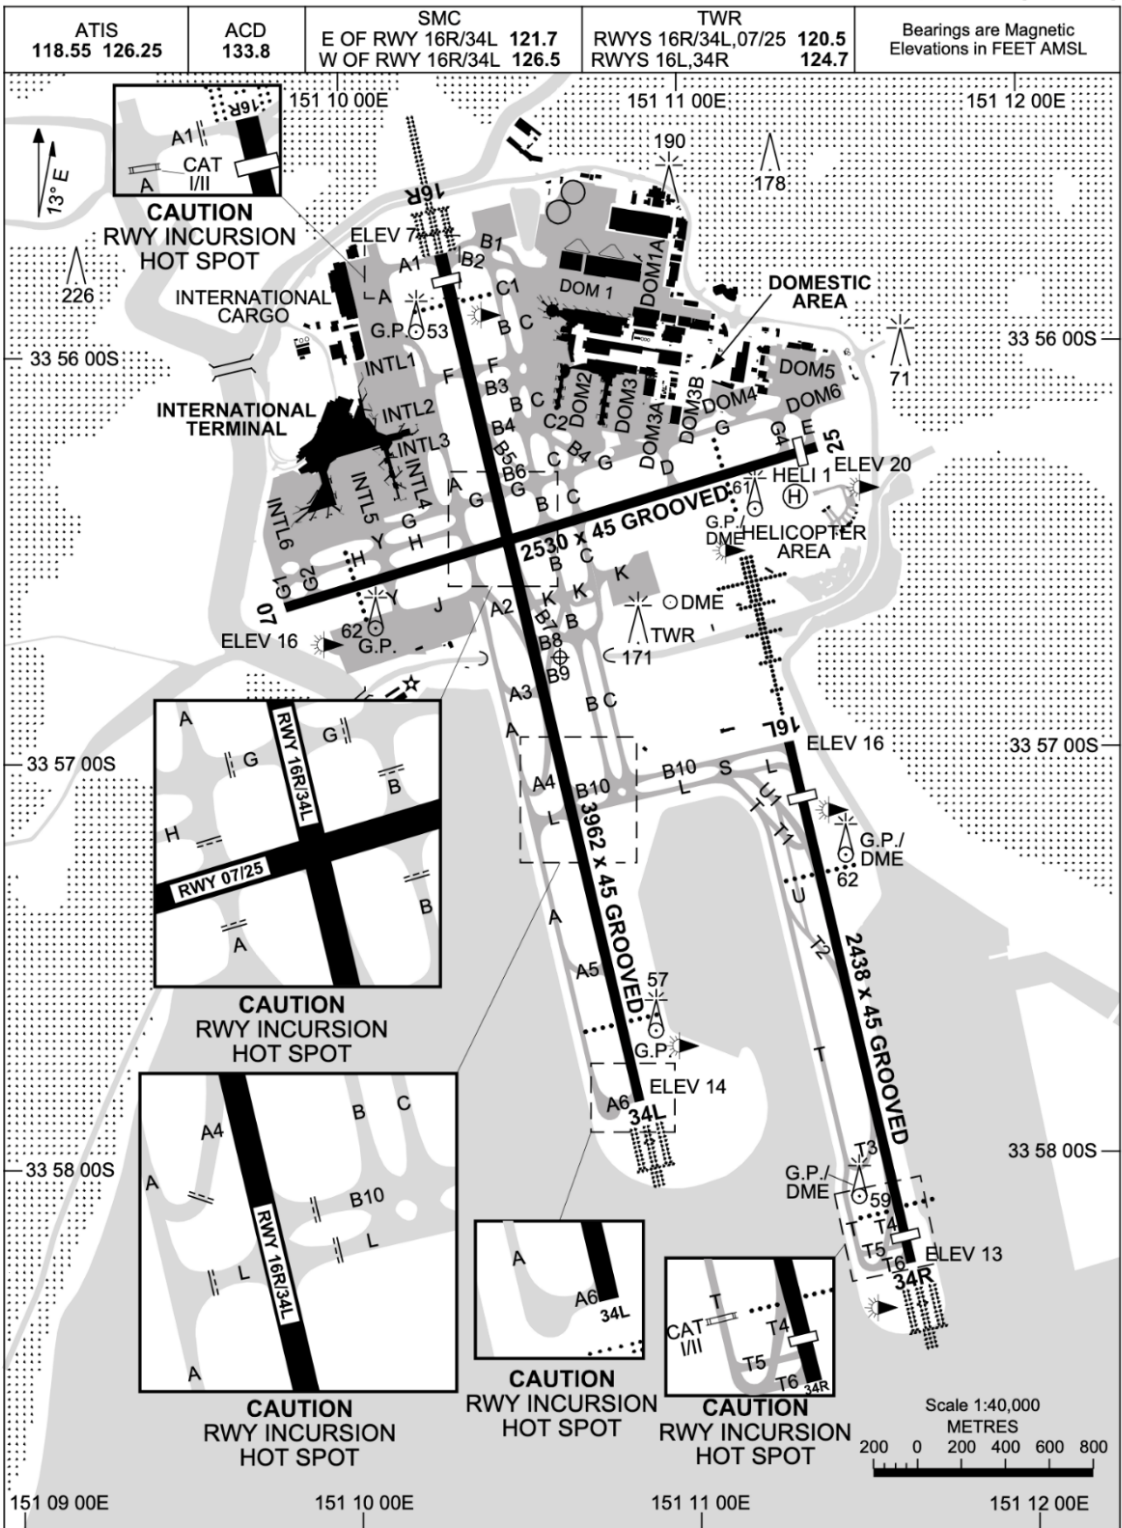 ATIS
118.55 126.25
ACD
133.8
SMC
E OF RWY 16R/34L 121.7
W OF RWY 16R/34L 126.5
TWR
RWYS 16R/34L,07/25 120.5
RWYS 16L,34R 124.7
Bearings are Magnetic
Elevations in FEET AMSL
151 10 00E
151 11 00E
151 12 00E
16R
A1
CAT
I/II
A
13° E
CAUTION
RWY INCURSION
HOT SPOT
190
178
226
16R
ELEV 7
B1
A1
B2
DOM1A
INTERNATIONAL
CARGO
A
C1
DOM 1
DOMESTIC
AREA
G.P.
53
B C
33 56 00S
33 56 00S
71
INTL1
F
F
B3
DOM2
DOM3
DOM3A
DOM3B
DOM5
DOM4
DOM6
INTERNATIONAL
TERMINAL
INTL2
B C
C2
B4
INTL3
B5
B4
G
G4
E
25
INTL4
B6
C
G
D
ELEV 20
INTL5
A
G
G
B
C
61
HELI 1
H
INTL6
G
Y
H
H
2530 x 45 GROOVED
G.P./
DME
HELICOPTER
AREA
B
C
G1
G2
K
07
Y
J
A2
K
K
DME
B7
B
TWR
ELEV 16
62
G.P.
B8
171
B9
A3
B C
A
16L
ELEV 16
33 57 00S
33 57 00S
A
G
RWY 16R/34L
G
B
H
RWY 07/25
A
B
CAUTION
RWY INCURSION
HOT SPOT
A4
B10
B10
S
L
L
L
U1
T
T1
G.P./
DME
62
U
3962 x 45 GROOVED
A
T2
2438 x 45 GROOVED
A5
57
G.P.
T
ELEV 14
A6
34L
A4
B
C
A
B10
RWY 16R/34L
L
L
A
CAUTION
RWY INCURSION
HOT SPOT
33 58 00S
33 58 00S
T3
G.P./
DME
59
T
T4
T5
T6
ELEV 13
34R
A
A6
34L
CAUTION
RWY INCURSION
HOT SPOT
T
CAT
I/II
T4
T5
T6
34R
CAUTION
RWY INCURSION
HOT SPOT
Scale 1:40,000
METRES
200 0 200 400 600 800
151 09 00E
151 10 00E
151 11 00E
151 12 00E